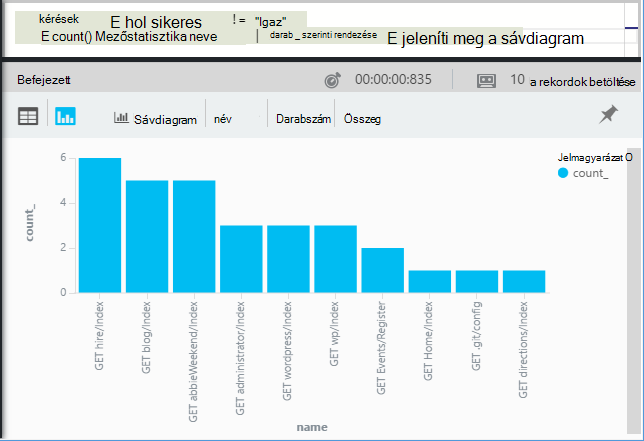 kérések E hol sikeres ! = "Igaz"
E count() Mezőstatisztika neve | darab _ szerinti rendezése E jeleníti meg a sávdiagram
Befejezett 00:00:00:835 10 a rekordok betöltése
Sávdiagram név Darabszám Összeg
Jelmagyarázat O
count_
6
4
2
0
count_
GET hire/Index
GET blog/Index
GET abbieWeekend/Index
GET administrator/Index
GET wordpress/Index
GET wp/Index
GET Events/Register
GET Home/Index
GET .git/config
GET directions/Index
name